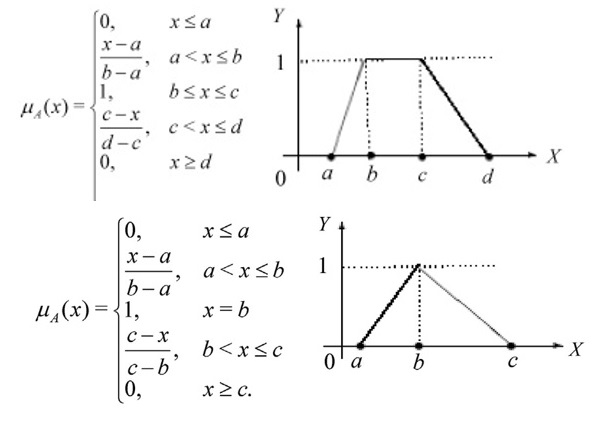 0, x ≤ a
x − a / b − a, a < x ≤ b
μ_A(x) = { 1, b ≤ x ≤ c
c − x / d − c, c < x ≤ d
0, x ≥ d
Y
1
0 a b c d X
0, x ≤ a
x − a / b − a, a < x ≤ b
μ_A(x) = { 1, x = b
c − x / c − b, b < x ≤ c
0, x ≥ c.
Y
1
0 a b c X